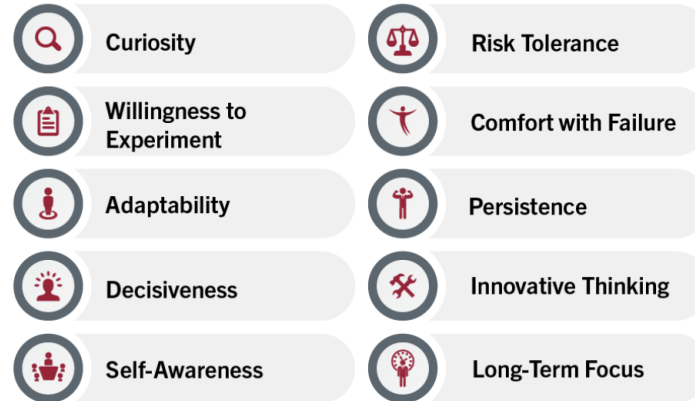 Curiosity
Willingness to
Experiment
Adaptability
Decisiveness
Self-Awareness
Risk Tolerance
Comfort with Failure
Persistence
Innovative Thinking
Long-Term Focus